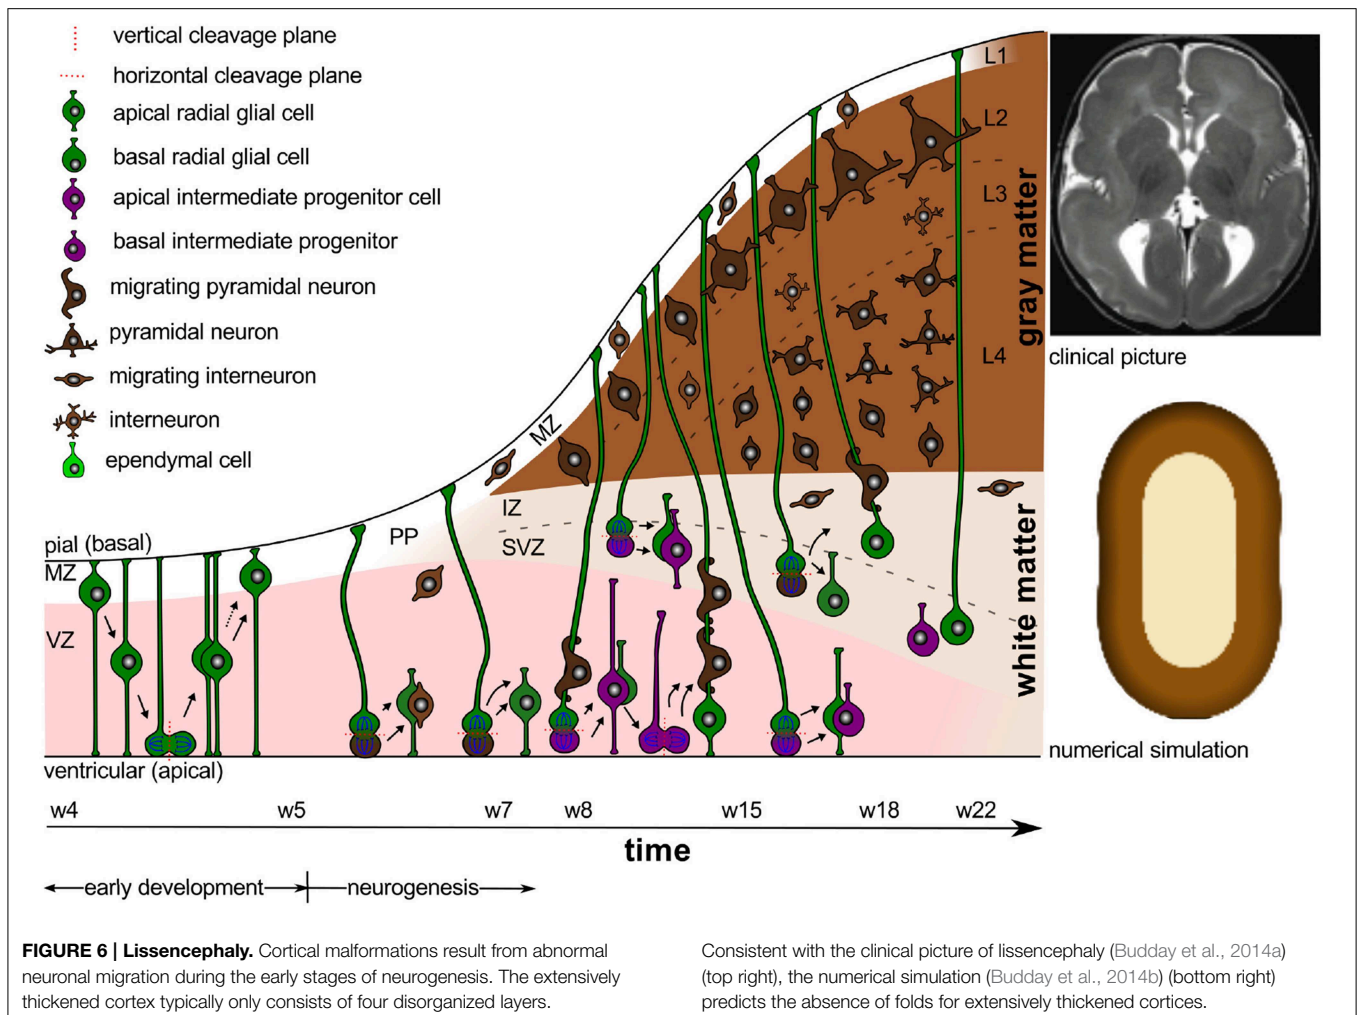 vertical cleavage plane
horizontal cleavage plane
apical radial glial cell
basal radial glial cell
apical intermediate progenitor cell
basal intermediate progenitor
migrating pyramidal neuron
pyramidal neuron
migrating interneuron
interneuron
ependymal cell
pial (basal)
MZ
VZ
ventricular (apical)
PP
MZ
IZ
SVZ
L1
L2
L3
L4
gray matter
white matter
clinical picture
numerical simulation
w4 w5 w7 w8 w15 w18 w22
time
early development
neurogenesis
FIGURE 6 | Lissencephaly. Cortical malformations result from abnormal
neuronal migration during the early stages of neurogenesis. The extensively
thickened cortex typically only consists of four disorganized layers.
Consistent with the clinical picture of lissencephaly (Budday et al., 2014a)
(top right), the numerical simulation (Budday et al., 2014b) (bottom right)
predicts the absence of folds for extensively thickened cortices.